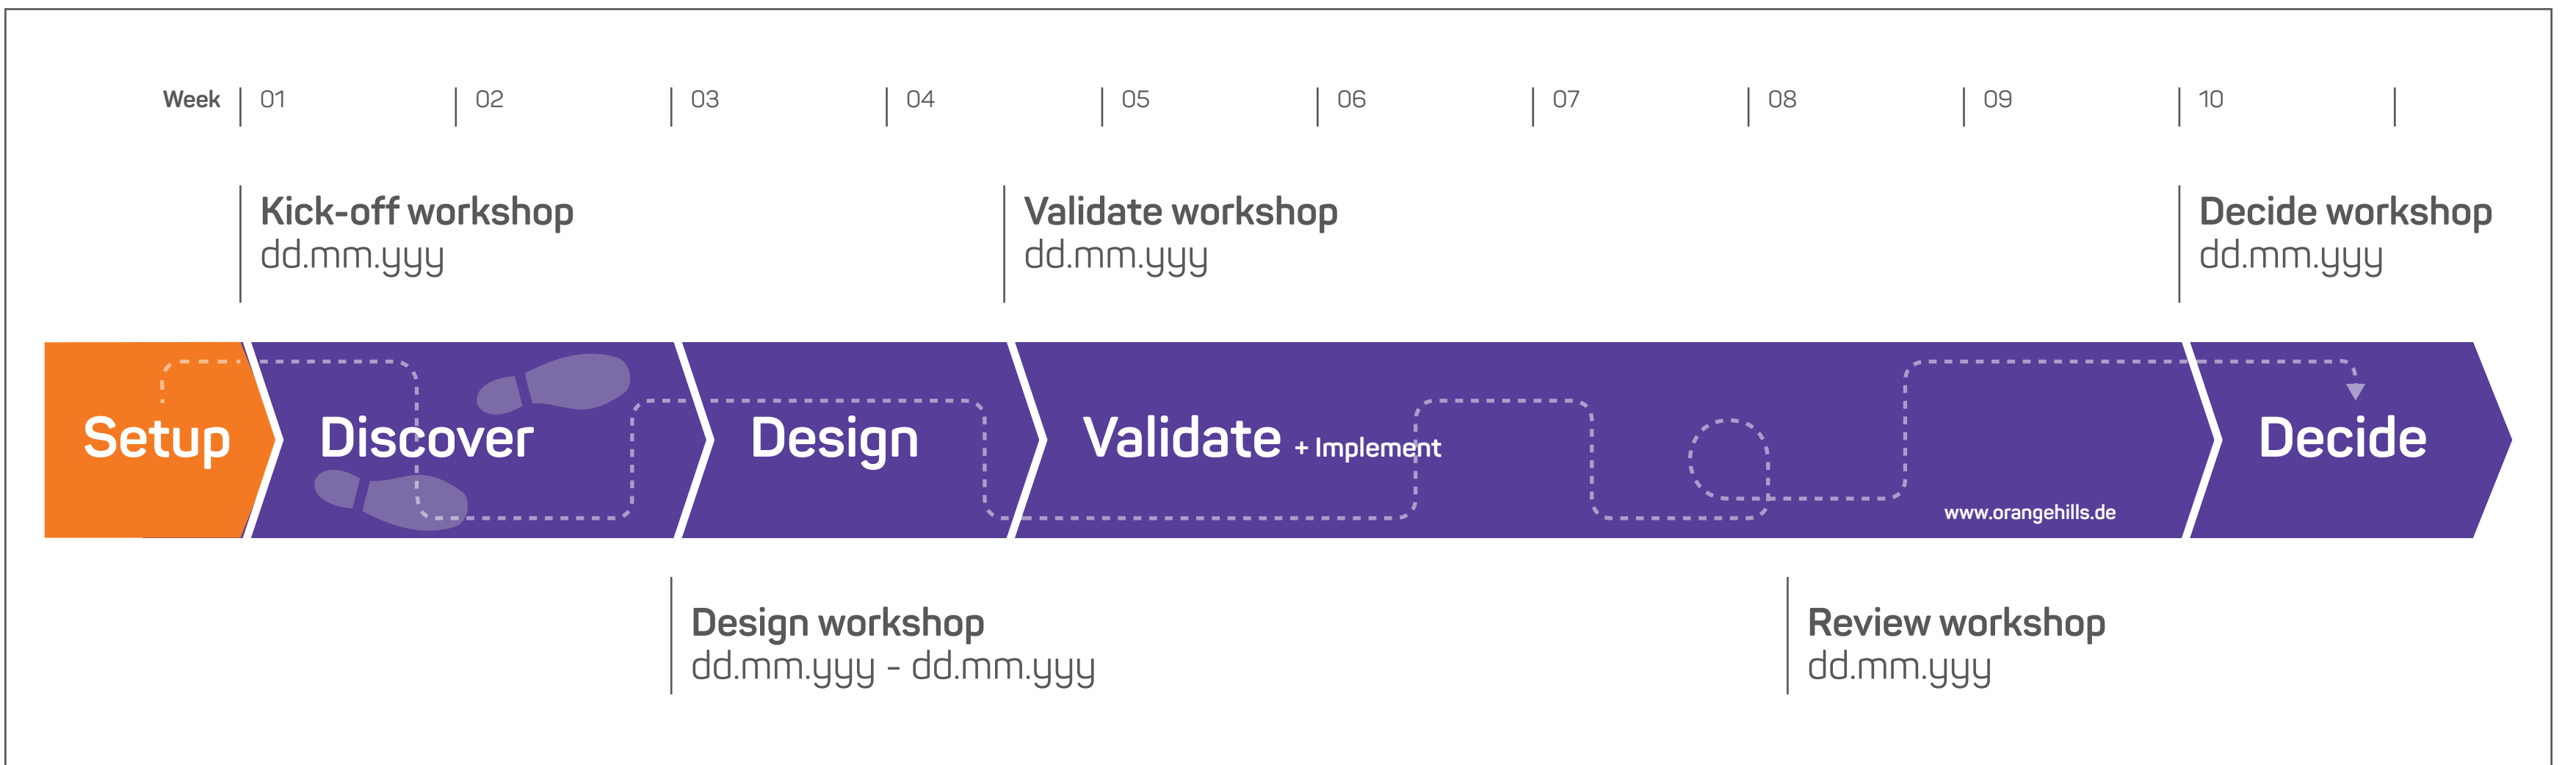 Week 01 02 03 04 05 06 07 08 09 10
Kick-off workshop
dd.mm.yyy
Validate workshop
dd.mm.yyy
Decide workshop
dd.mm.yyy
Setup
Discover
Design
Validate + Implement
Decide
www.orangehills.de
Design workshop
dd.mm.yyy - dd.mm.yyy
Review workshop
dd.mm.yyy